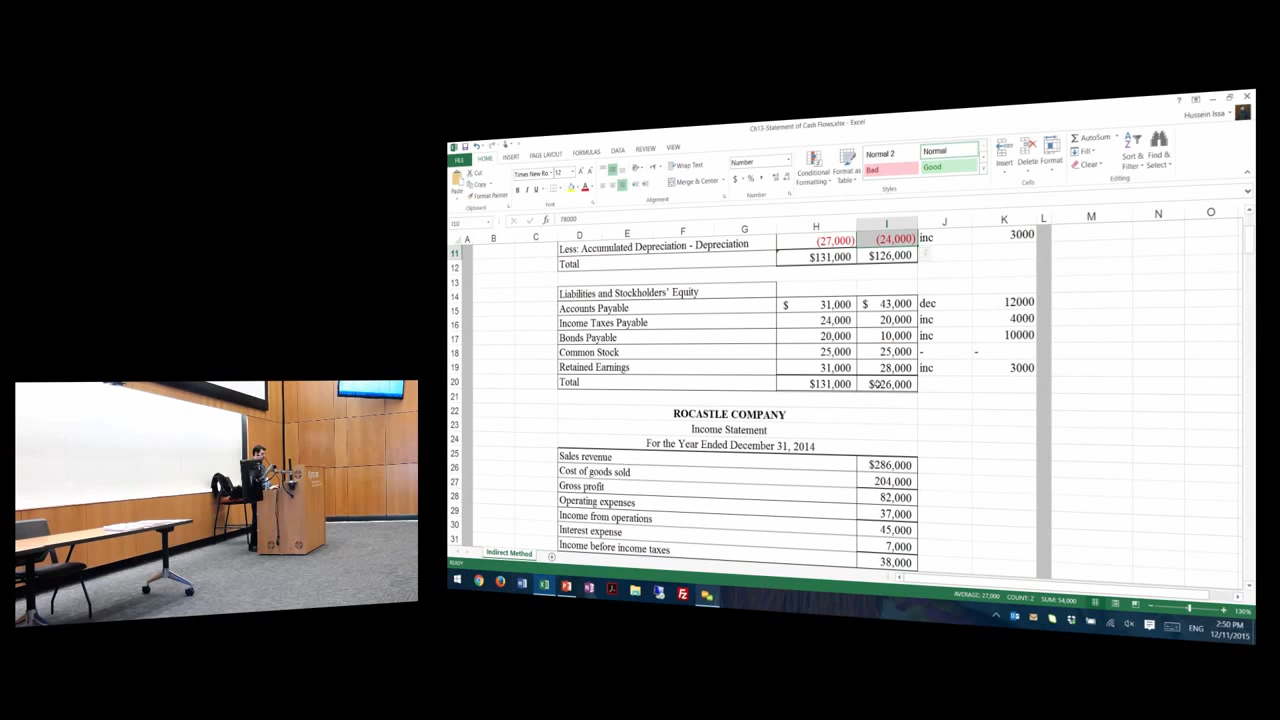 Ch13-Statement of Cash Flows.xlsx - Excel
Hussein Issa
FILE HOME INSERT PAGE LAYOUT FORMULAS DATA REVIEW VIEW
Cut
Copy
Format Painter
Paste
Clipboard
Times New Ro 12
B I U
Font
Wrap Text
Merge & Center
Alignment
Number
$ % ,
Number
Conditional Formatting
Format as Table
Normal 2 Normal
Bad Good
Styles
Insert Delete Format
Cells
AutoSum
Fill
Clear
Sort & Filter
Find & Select
Editing
fx 78000
A B C D E F G H I J K L M N O
11 Less: Accumulated Depreciation - Depreciation (27,000) (24,000) inc 3000
12 Total $131,000 $126,000
13
14 Liabilities and Stockholders' Equity
15 Accounts Payable $ 31,000 $ 43,000 dec 12000
16 Income Taxes Payable 24,000 20,000 inc 4000
17 Bonds Payable 20,000 10,000 inc 10000
18 Common Stock 25,000 25,000 - -
19 Retained Earnings 31,000 28,000 inc 3000
20 Total $131,000
21
22 ROCASTLE COMPANY
23 Income Statement
24 For the Year Ended December 31, 2014
25 Sales revenue $286,000
26 Cost of goods sold 204,000
27 Gross profit 82,000
28 Operating expenses 37,000
29 Income from operations 45,000
30 Interest expense 7,000
31 Income before income taxes 38,000
Indirect Method
READY
AVERAGE: 27,000 COUNT: 2 SUM: 54,000 130%
ENG
2:50 PM
12/11/2015